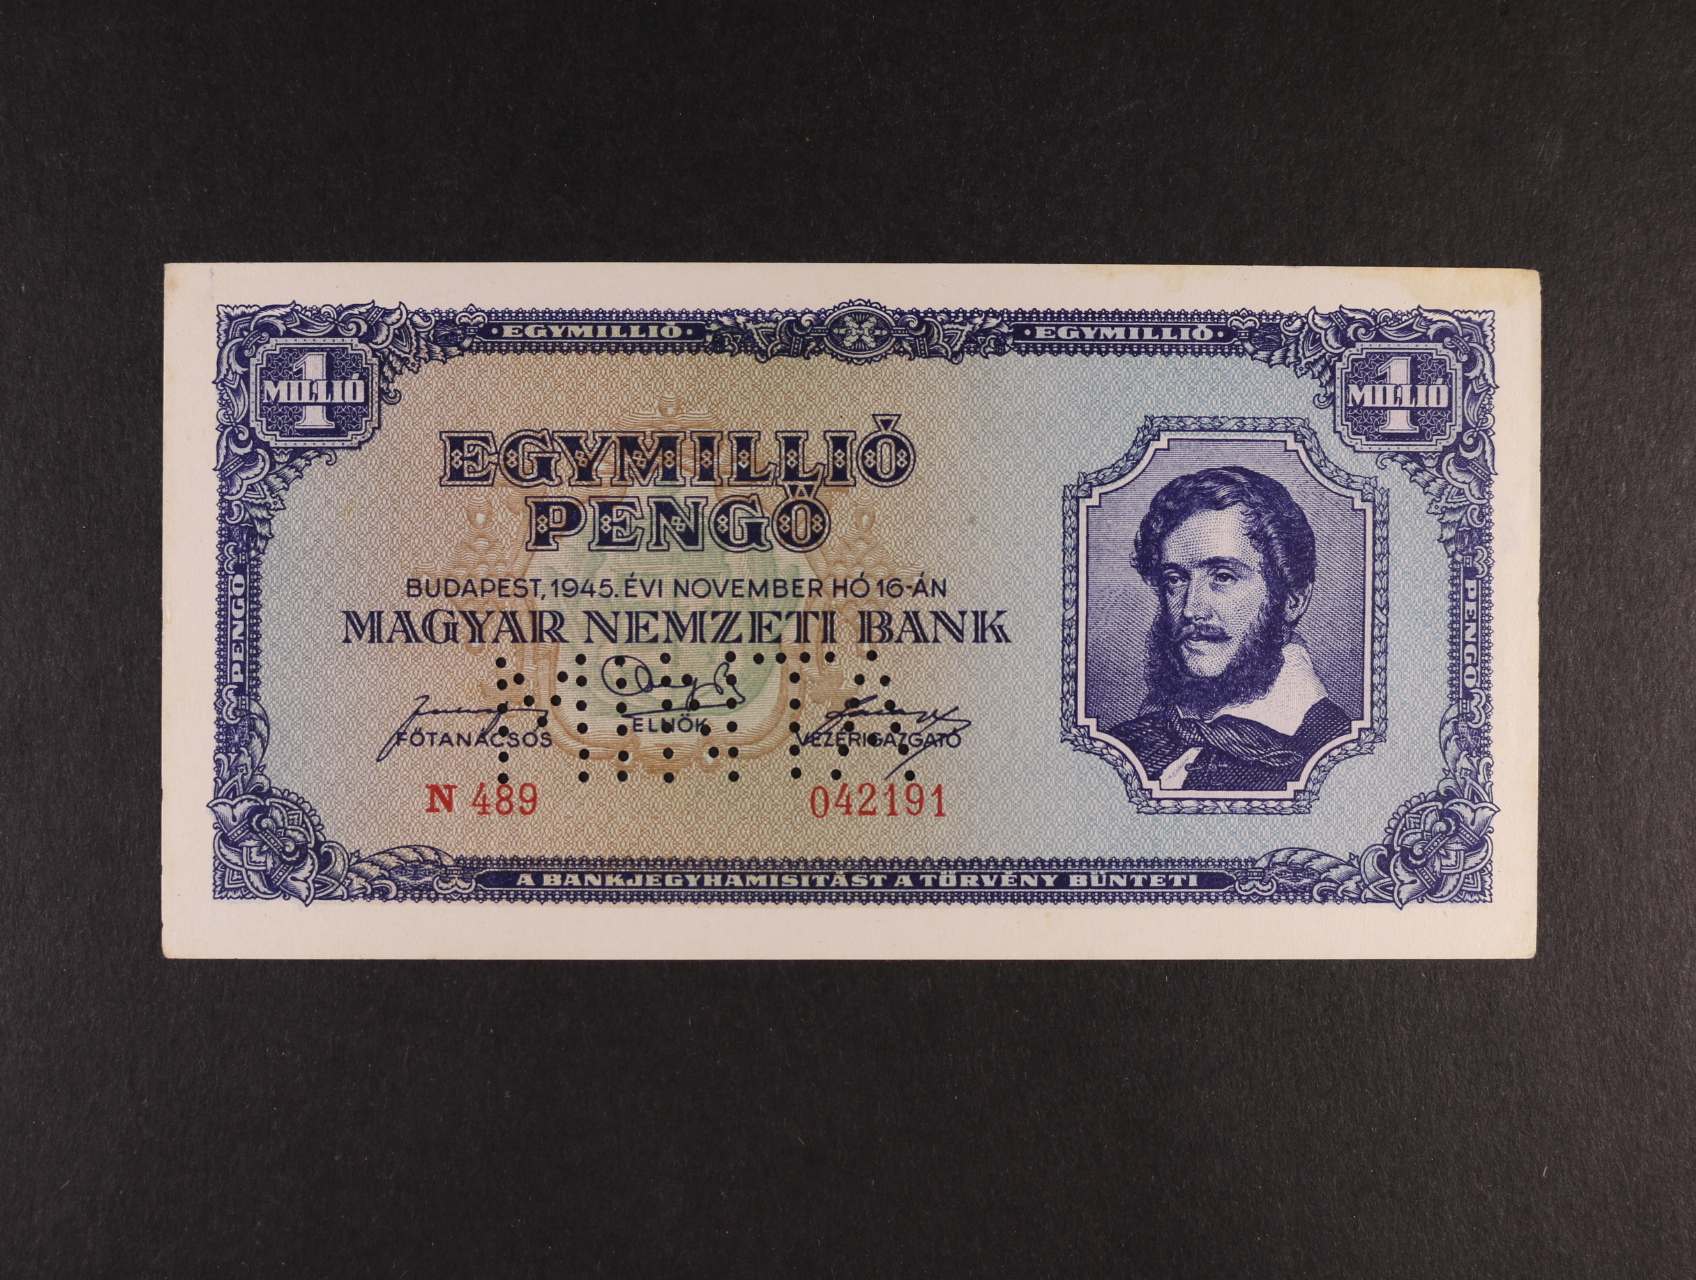 ·EGYMILLIÓ· ·EGYMILLIÓ·
1 MILLIÓ 1 MILLIÓ
EGYMILLIÓ
PENGŐ
BUDAPEST, 1945. ÉVI NOVEMBER HÓ 16-ÁN
MAGYAR NEMZETI BANK
PENGŐ PENGŐ
MINTA
FŐTANÁCSOS ELNÖK VEZÉRIGAZGATÓ
N 489 042191
A BANKJEGYHAMISITÁST A TÖRVÉNY BÜNTETI